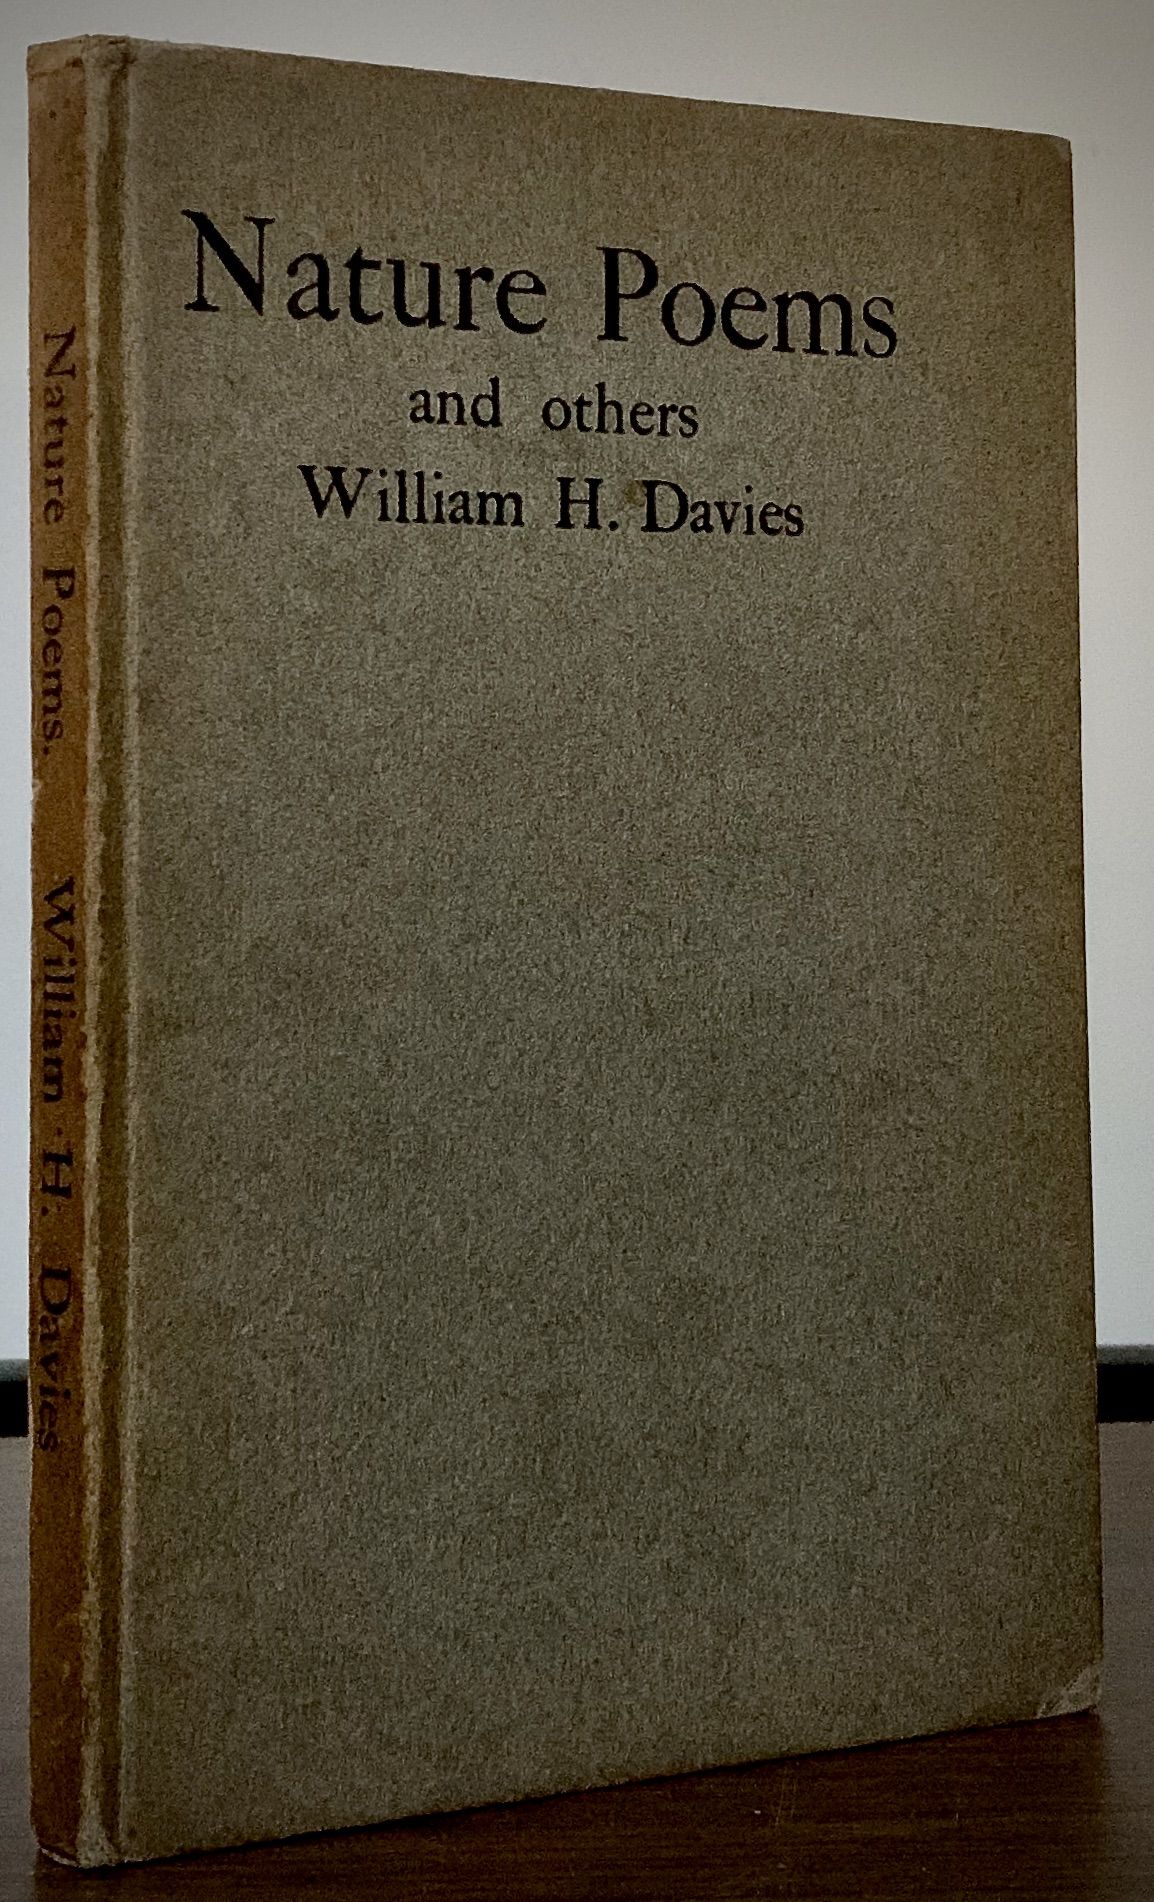 Nature Poems
and others
William H. Davies
Nature Poems. William H. Davies